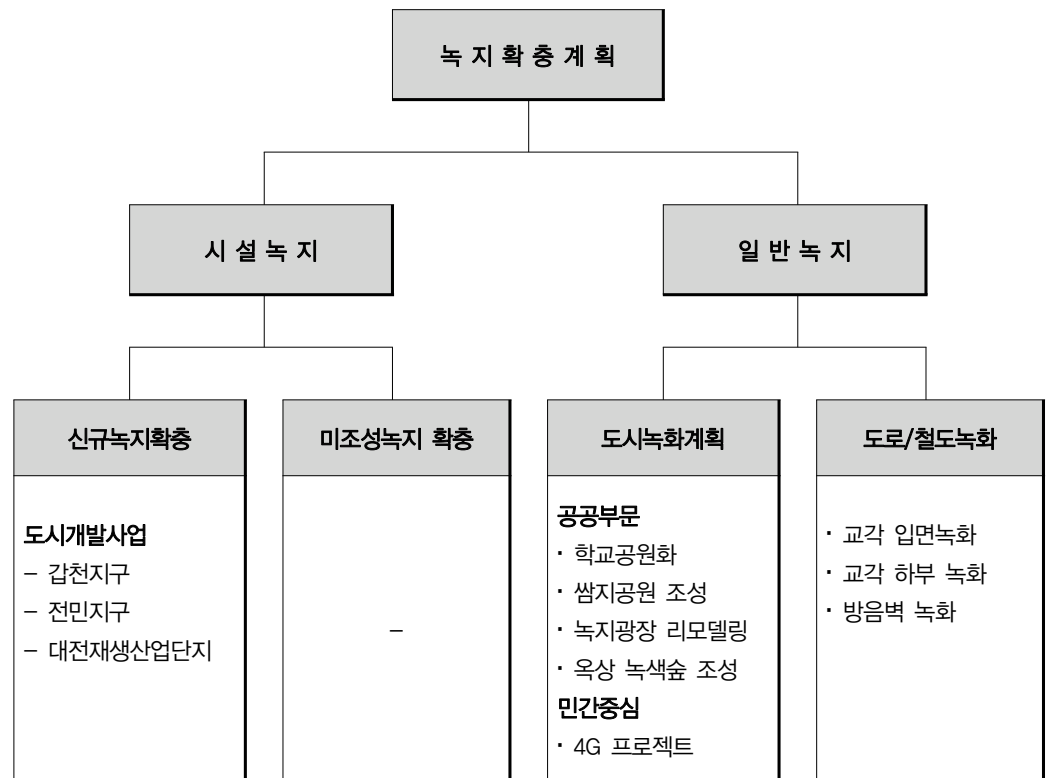 녹 지 확 충 계 획
시 설 녹 지
일 반 녹 지
신규녹지확충
미조성녹지 확충
도시녹화계획
도로/철도녹화
도시개발사업
– 갑천지구
– 전민지구
– 대전재생산업단지
–
공공부문
· 학교공원화
· 쌈지공원 조성
· 녹지광장 리모델링
· 옥상 녹색숲 조성
민간중심
· 4G 프로젝트
· 교각 입면녹화
· 교각 하부 녹화
· 방음벽 녹화